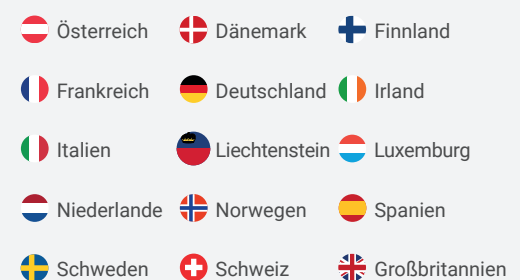 Österreich Dänemark Finnland
Frankreich Deutschland Irland
Italien Liechtenstein Luxemburg
Niederlande Norwegen Spanien
Schweden Schweiz Großbritannien